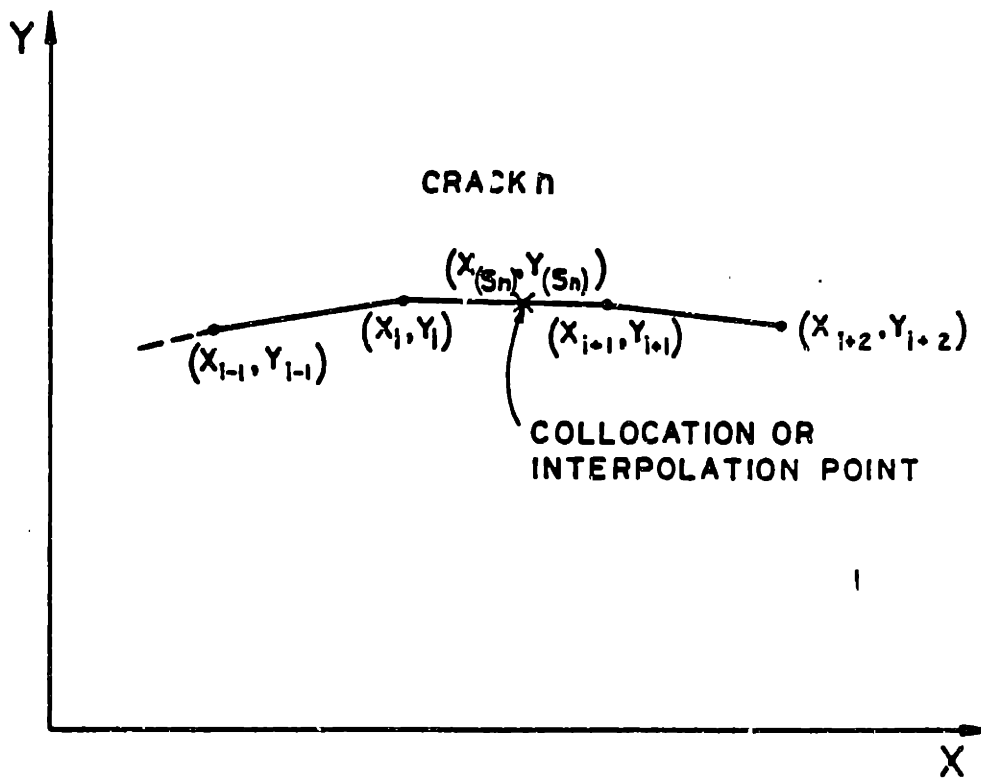 Y
CRACK n
(X(Sn), Y(Sn))
(Xi, Yi)
(Xi+1, Yi+1)
(Xi+2, Yi+2)
(Xi-1, Yi-1)
COLLOCATION OR
INTERPOLATION POINT
X